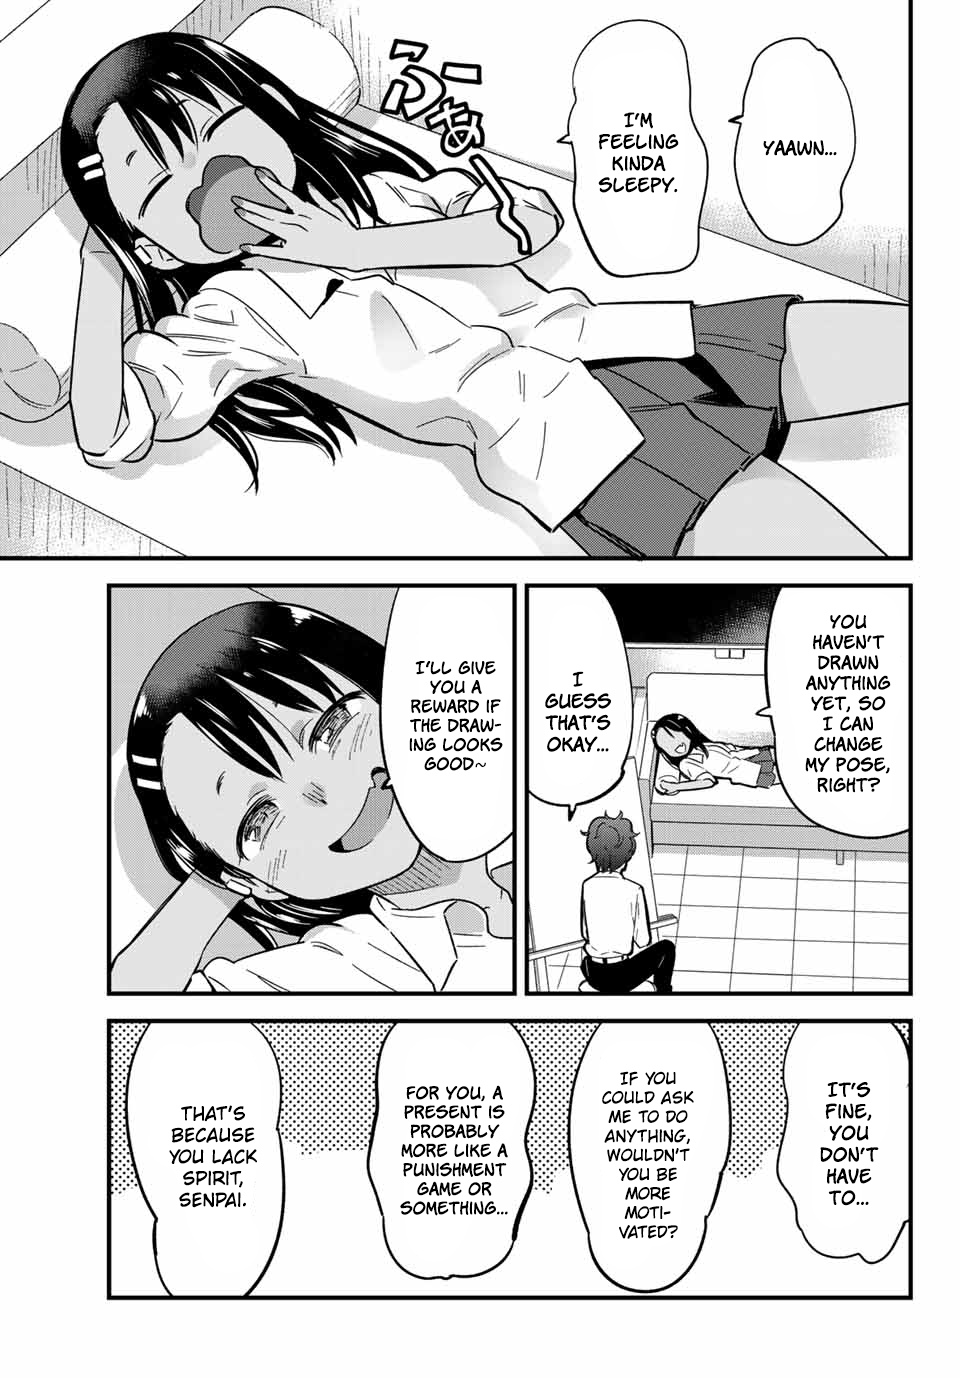 YAAWN...
I'M
FEELING
KINDA
SLEEPY.
ふぁ〜
YOU
HAVEN'T
DRAWN
ANYTHING
YET, SO
I CAN
CHANGE
MY POSE,
RIGHT?
I
GUESS
THAT'S
OKAY...
I'LL GIVE
YOU A
REWARD IF
THE DRAW-
ING LOOKS
GOOD~
IT'S
FINE,
YOU
DON'T
HAVE
TO...
IF YOU
COULD ASK
ME TO DO
ANYTHING,
WOULDN'T
YOU BE
MORE
MOTI-
VATED?
FOR YOU, A
PRESENT IS
PROBABLY
MORE LIKE A
PUNISHMENT
GAME OR
SOMETHING...
THAT'S
BECAUSE
YOU LACK
SPIRIT,
SENPAI.